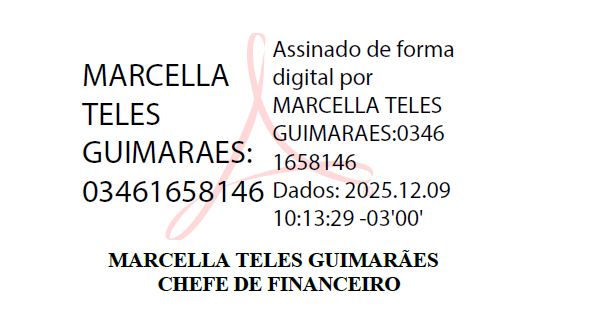 MARCELLA
TELES
GUIMARAES:
03461658146
Assinado de forma
digital por
MARCELLA TELES
GUIMARAES:0346
1658146
Dados: 2025.12.09
10:13:29 -03'00'
MARCELLA TELES GUIMARÃES
CHEFE DE FINANCEIRO